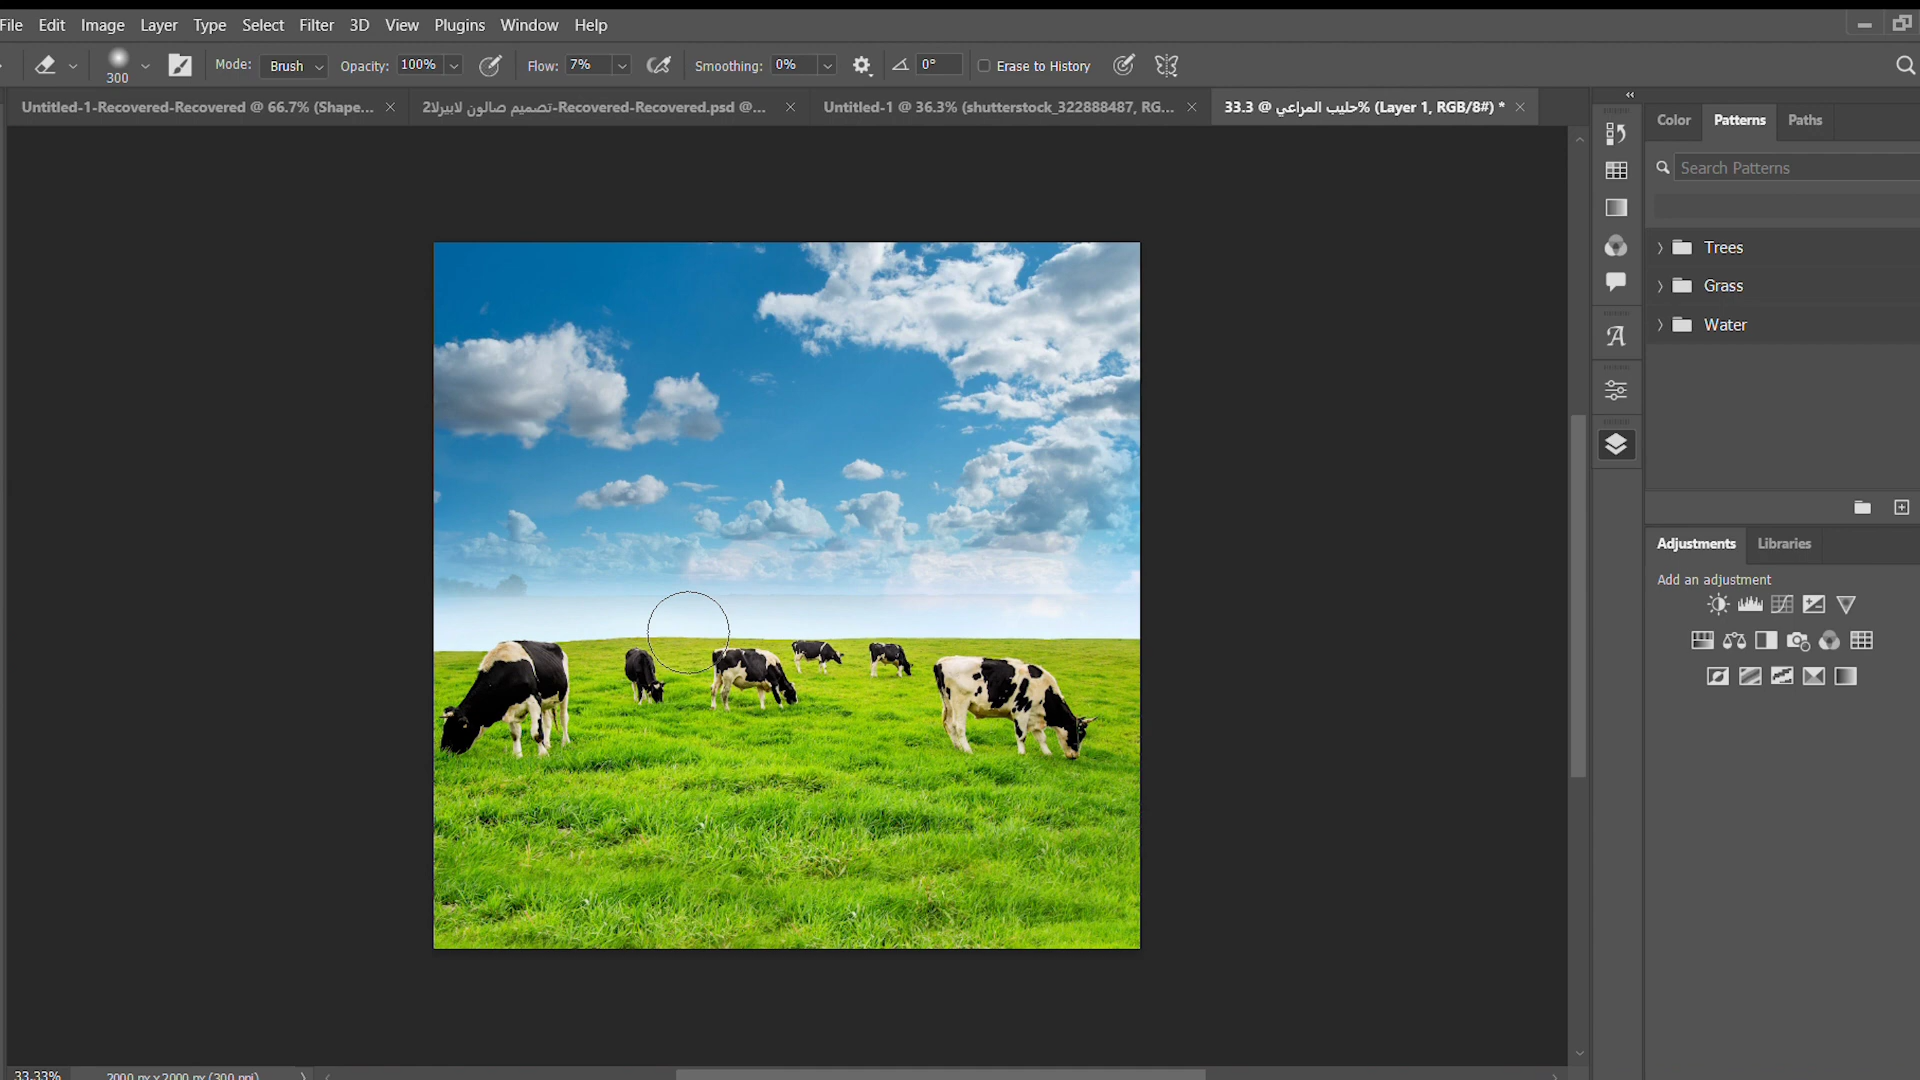 File Edit Image Layer Type Select Filter 3D View Plugins Window Help
300 Mode: Brush Opacity: 100% Flow: 7% Smoothing: 0% 0° Erase to History
Untitled-1-Recovered-Recovered @ 66.7% (Shape...
تصميم صالون لابيرلا2-Recovered-Recovered.psd @...
Untitled-1 @ 36.3% (shutterstock_322888487, RG...
حليب المراعي @ 33.3% (Layer 1, RGB/8#) *
Color Patterns Paths
Search Patterns
Trees
Grass
Water
Adjustments Libraries
Add an adjustment
33.33% 2000 px x 2000 px (300 ppi)